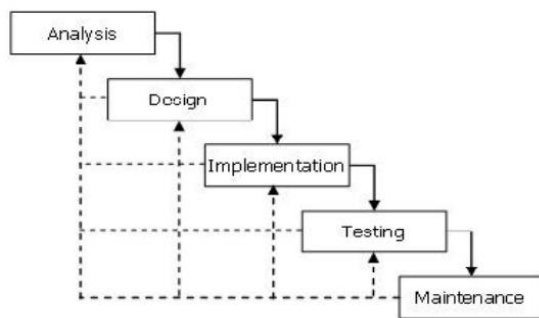 Analysis
Design
Implementation
Testing
Maintenance